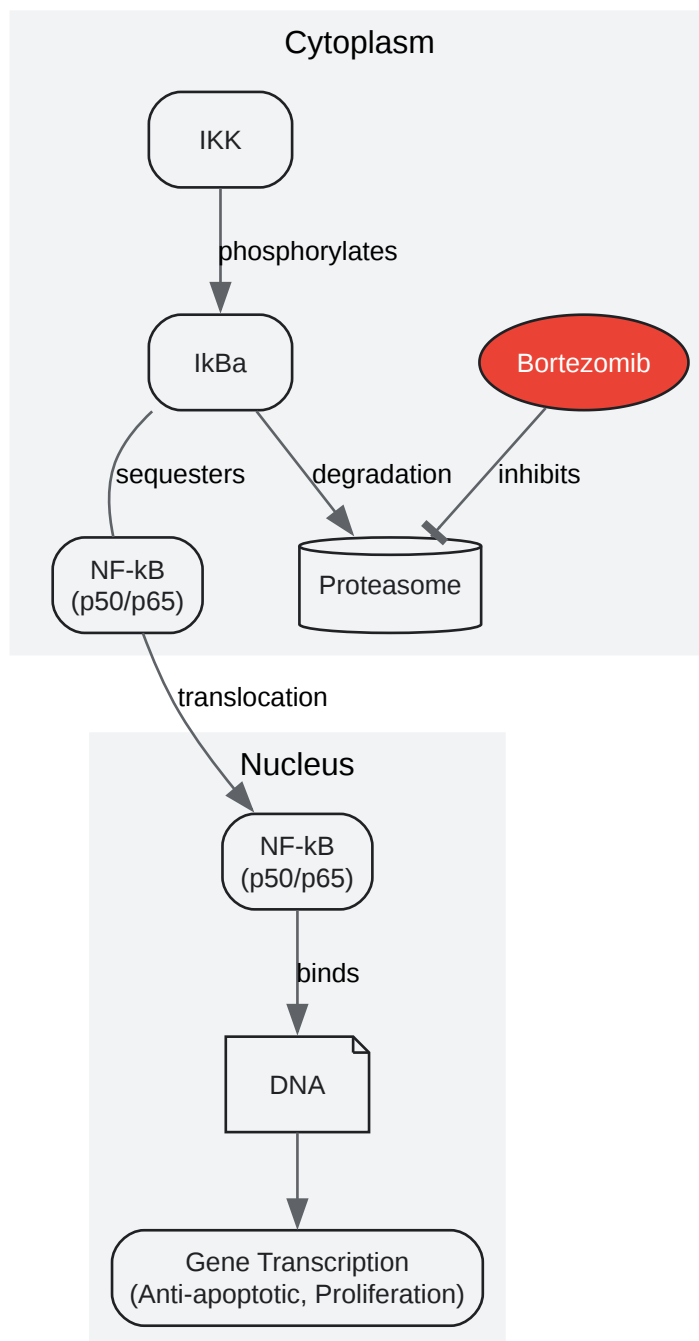 Cytoplasm
IKK
phosphorylates
IkBa
Bortezomib
sequesters
degradation
inhibits
NF-kB
(p50/p65)
Proteasome
translocation
Nucleus
NF-kB
(p50/p65)
binds
DNA
Gene Transcription
(Anti-apoptotic, Proliferation)